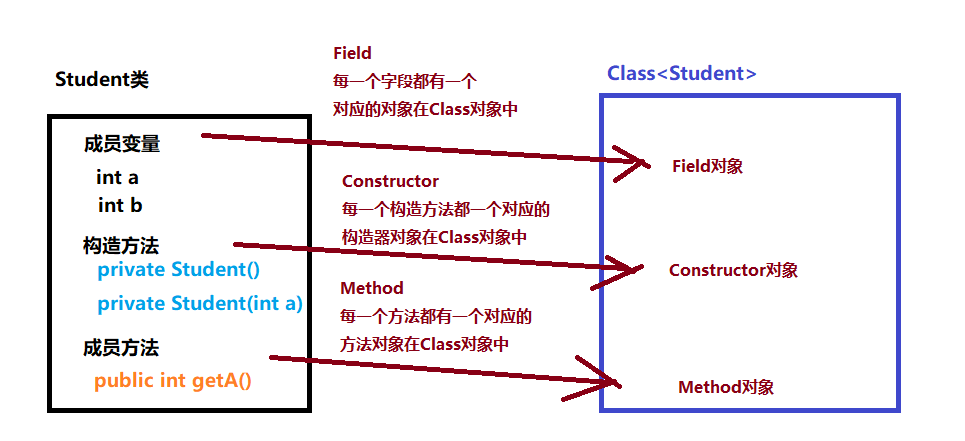 Student类
成员变量
int a
int b
构造方法
private Student()
private Student(int a)
成员方法
public int getA()
Field
每一个字段都有一个
对应的对象在Class对象中
Constructor
每一个构造方法都一个对应的
构造器对象在Class对象中
Method
每一个方法都有一个对应的
方法对象在Class对象中
Class<Student>
Field对象
Constructor对象
Method对象